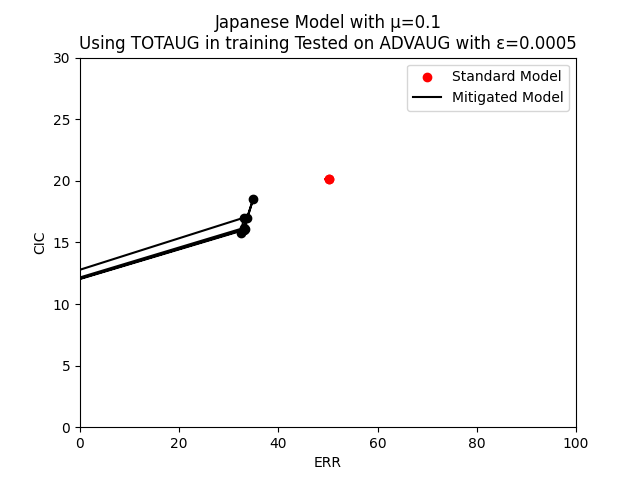 Japanese Model with μ=0.1
Using TOTAUG in training Tested on ADVAUG with ε=0.0005
30
25
20
15
10
5
0
CIC
Standard Model
Mitigated Model
0 20 40 60 80 100
ERR